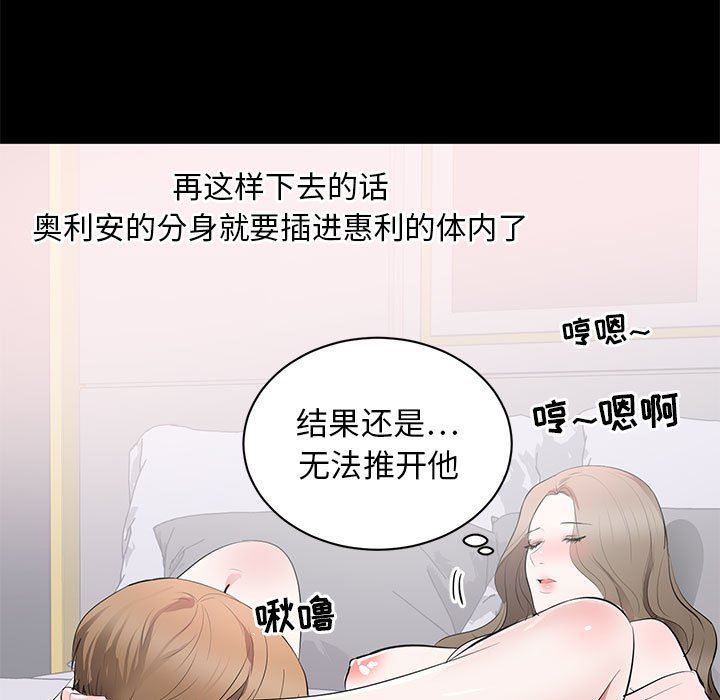 再这样下去的话
奥利安的分身就要插进惠利的体内了
哼嗯~
哼~嗯啊
结果还是...
无法推开他
啾噜